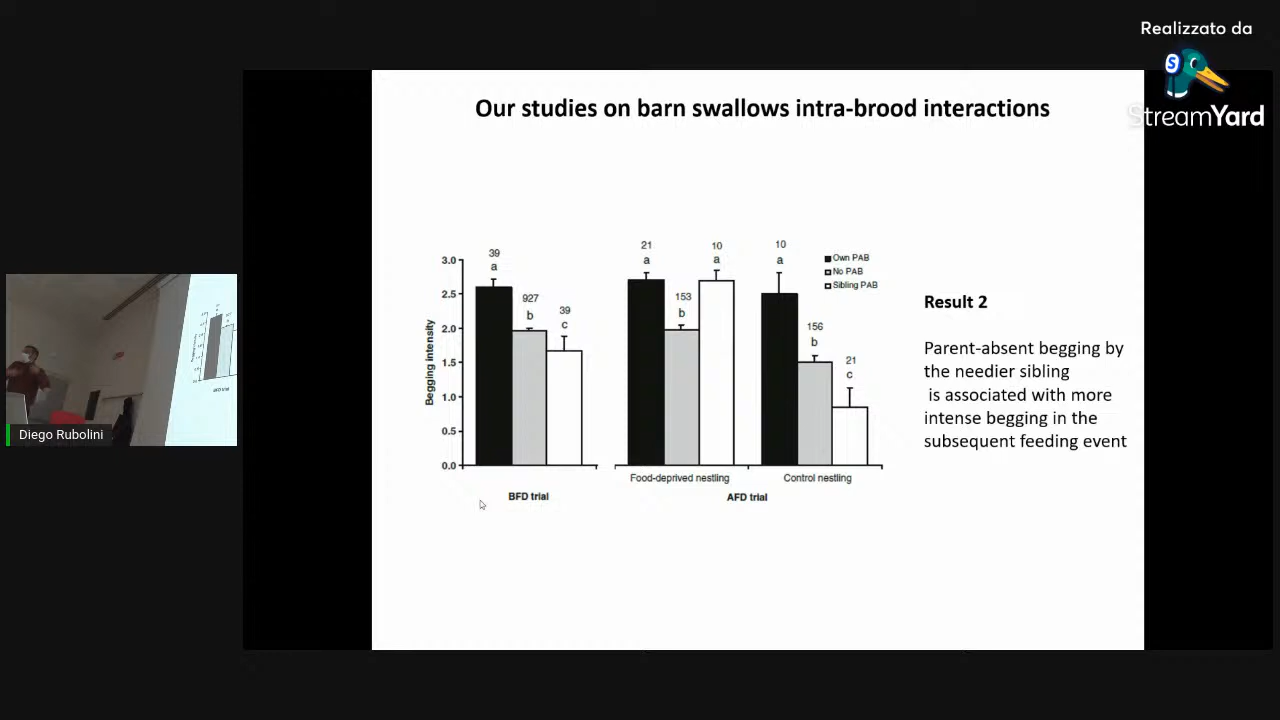 Realizzato da
StreamYard
Our studies on barn swallows intra-brood interactions
Begging intensity
3.0
2.5
2.0
1.5
1.0
0.5
0.0
39
a
927
b
39
c
BFD trial
21
a
153
b
10
a
Food-deprived nestling
10
a
156
b
21
c
Control nestling
AFD trial
Own PAB
No PAB
Sibling PAB
Result 2
Parent-absent begging by
the needier sibling
is associated with more
intense begging in the
subsequent feeding event
Diego Rubolini